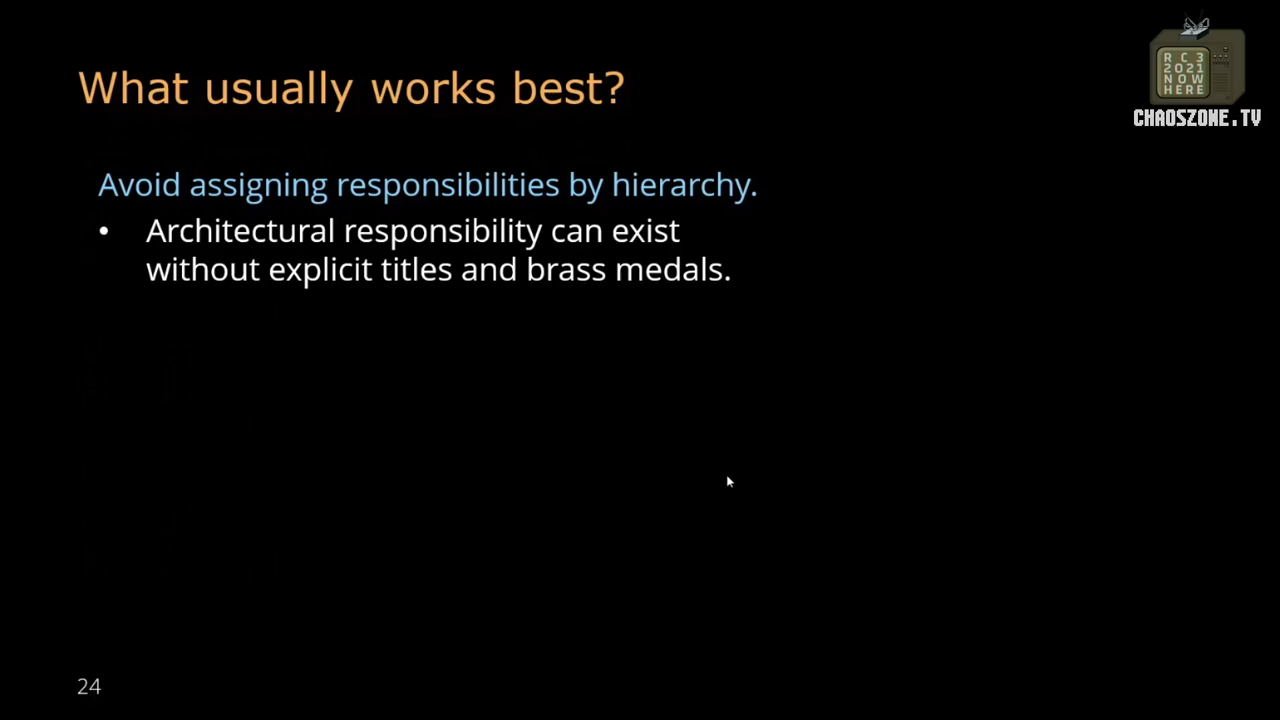 What usually works best?
RC3
2021
NOW
HERE
CHAOSZONE.TV
Avoid assigning responsibilities by hierarchy.
• Architectural responsibility can exist
without explicit titles and brass medals.
24